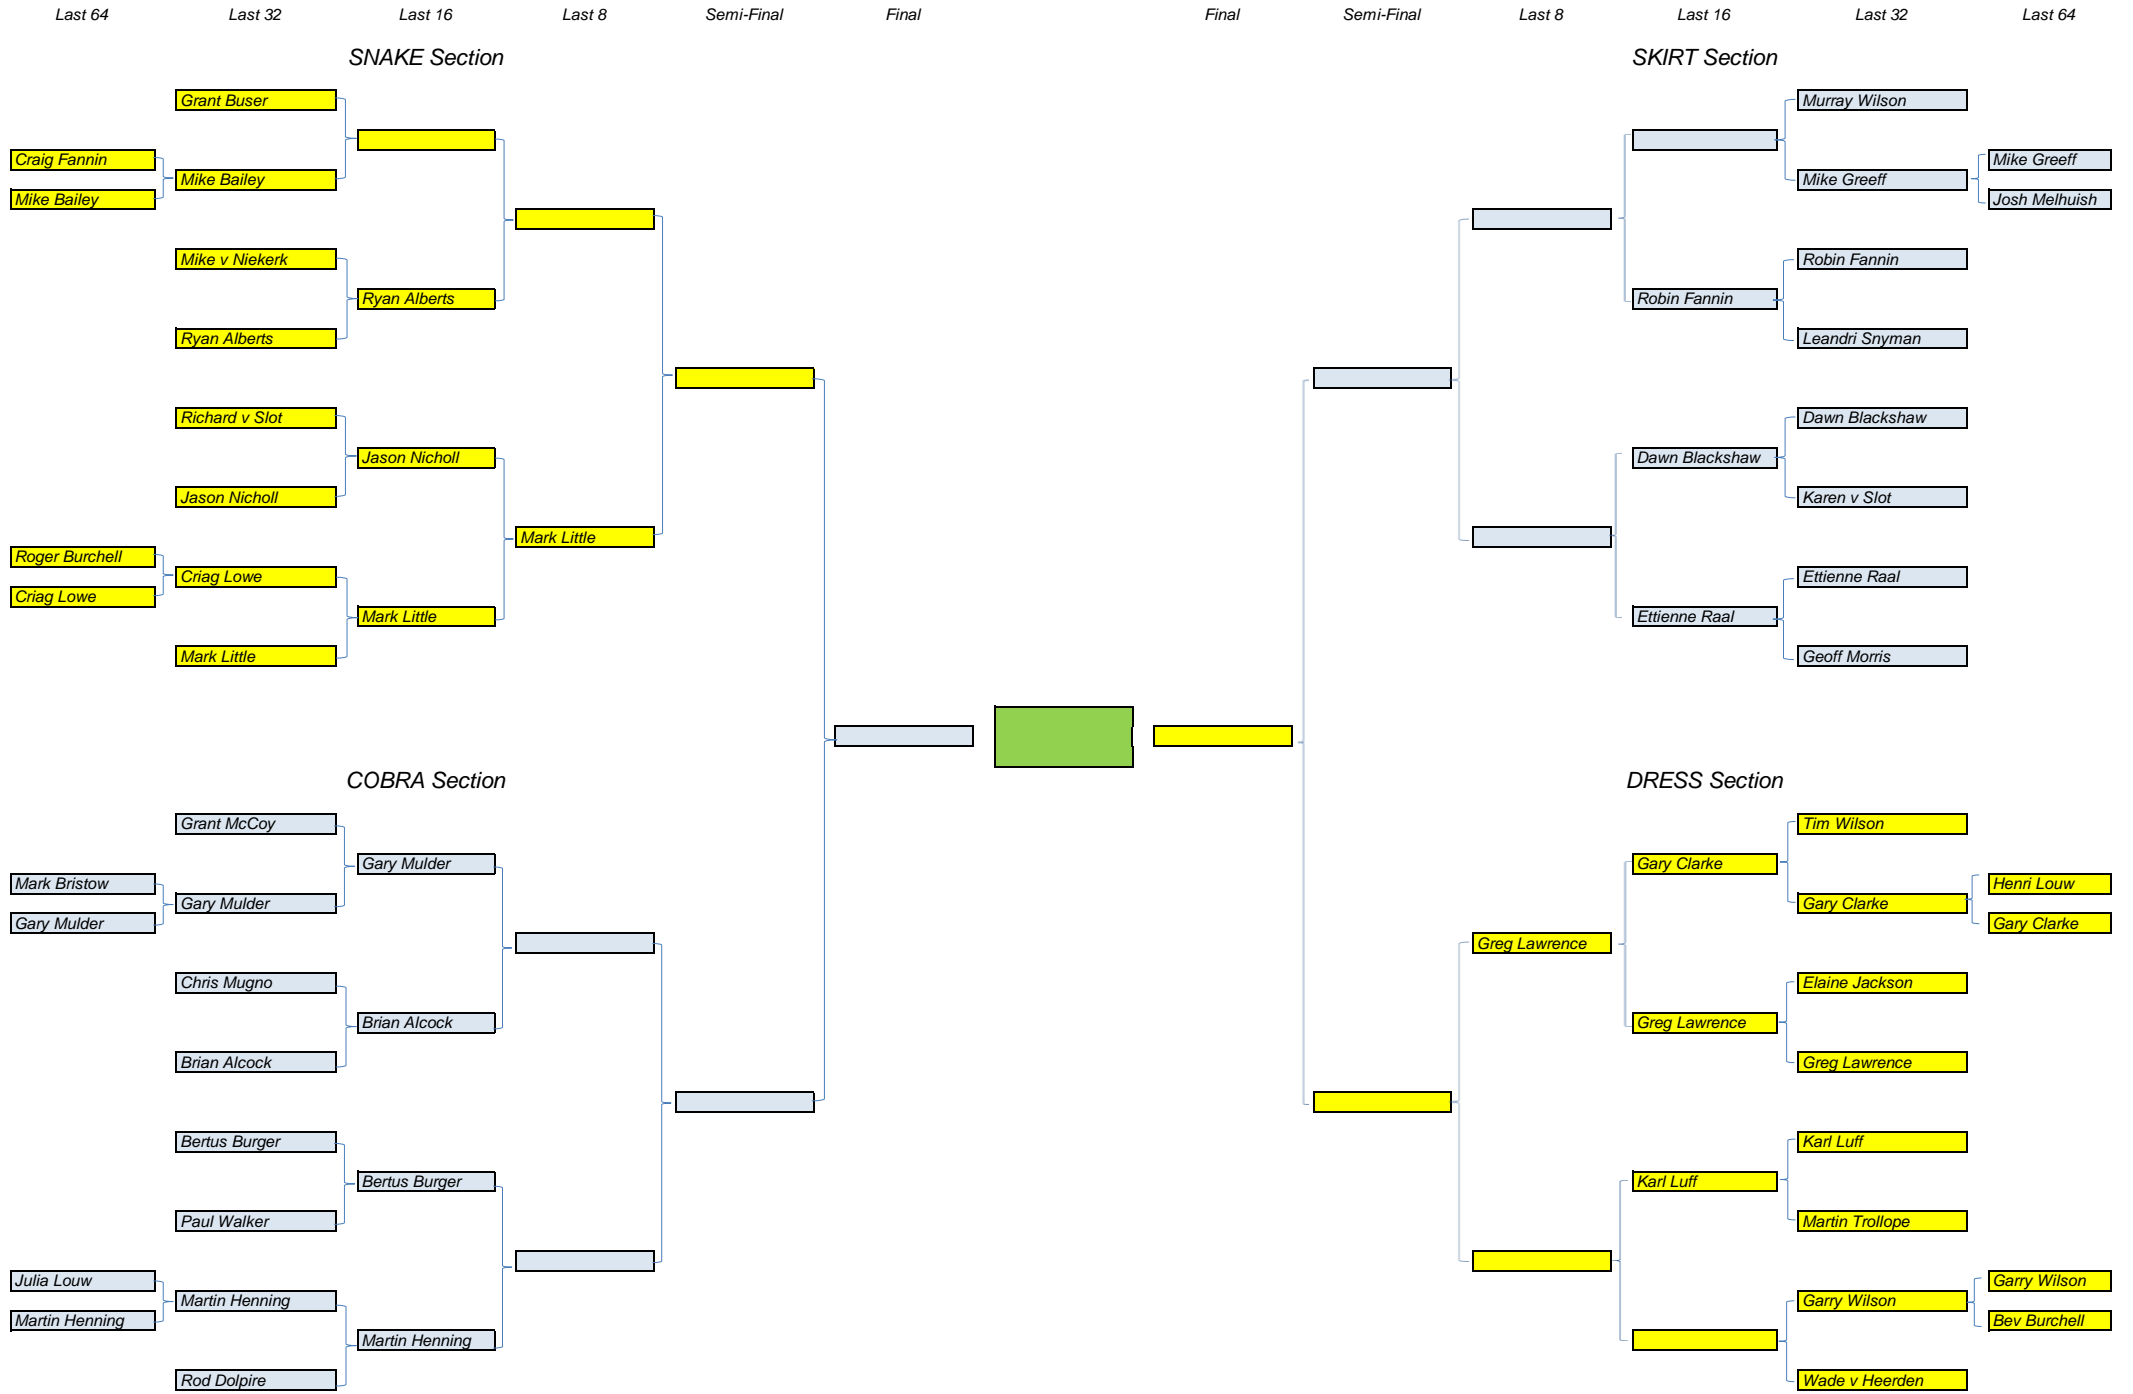 Last 64 Last 32 Last 16 Last 8 Semi-Final Final Final Semi-Final Last 8 Last 16 Last 32 Last 64
SNAKE Section SKIRT Section
Grant Buser Murray Wilson
Craig Fannin Mike Greeff
Mike Bailey Mike Greeff
Mike Bailey Josh Melhuish
Mike v Niekerk Robin Fannin
Ryan Alberts Robin Fannin
Ryan Alberts Leandri Snyman
Richard v Slot Dawn Blackshaw
Jason Nicholl Dawn Blackshaw
Jason Nicholl Karen v Slot
Mark Little
Roger Burchell
Criag Lowe Ettienne Raal
Criag Lowe
Mark Little Ettienne Raal
Mark Little Geoff Morris
COBRA Section DRESS Section
Grant McCoy Tim Wilson
Gary Mulder Gary Clarke
Mark Bristow Henri Louw
Gary Mulder Gary Clarke
Gary Mulder Gary Clarke
Greg Lawrence
Chris Mugno Elaine Jackson
Brian Alcock Greg Lawrence
Brian Alcock Greg Lawrence
Bertus Burger Karl Luff
Bertus Burger Karl Luff
Paul Walker Martin Trollope
Julia Louw Garry Wilson
Martin Henning Garry Wilson
Martin Henning Bev Burchell
Martin Henning
Rod Dolpire Wade v Heerden